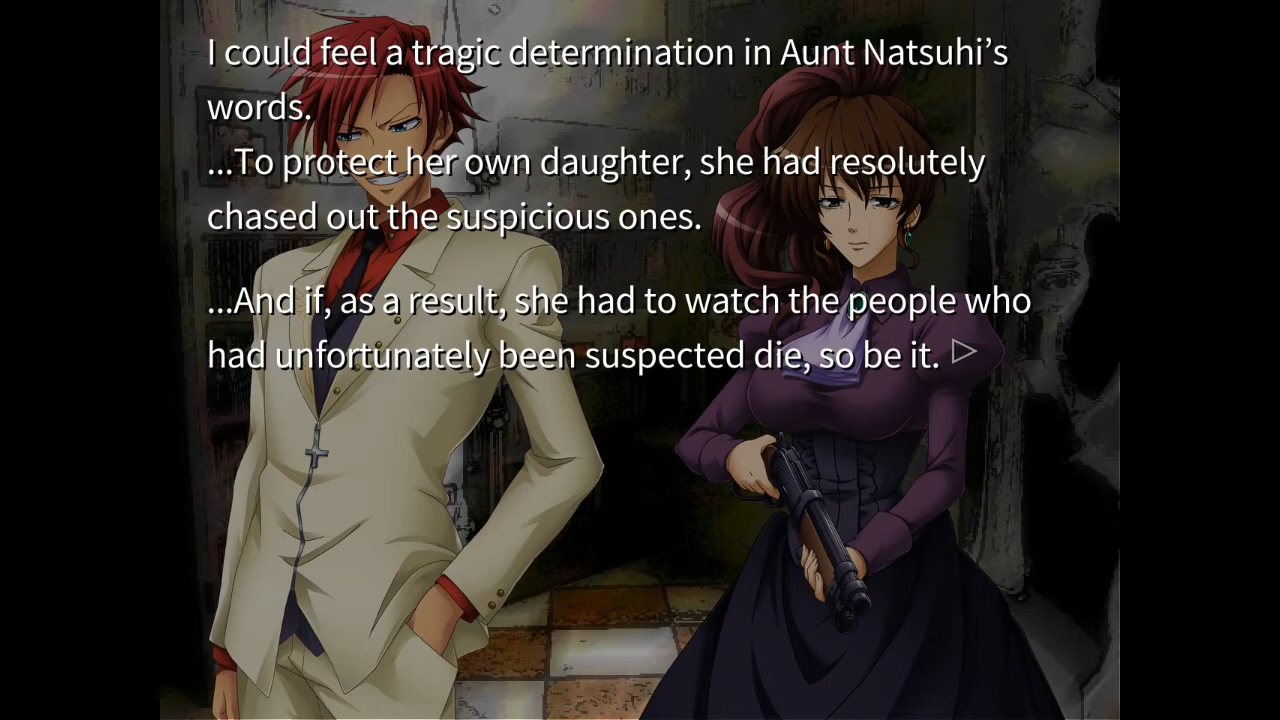 I could feel a tragic determination in Aunt Natsuhi’s
words.
...To protect her own daughter, she had resolutely
chased out the suspicious ones.
...And if, as a result, she had to watch the people who
had unfortunately been suspected die, so be it.